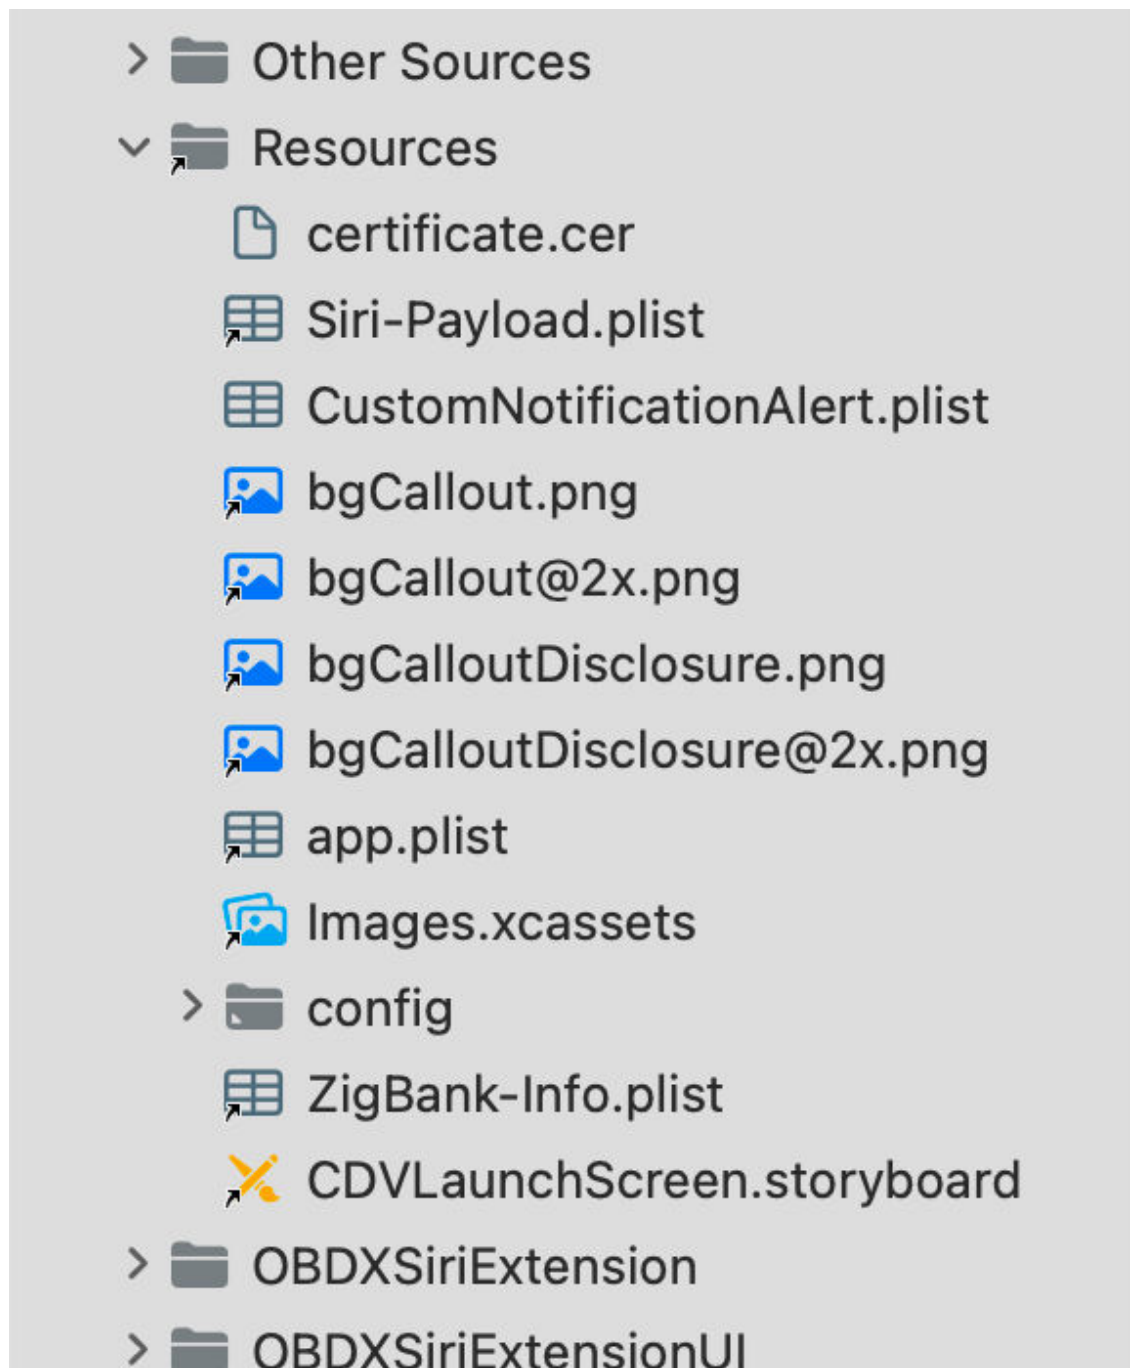 Other Sources
Resources
certificate.cer
Siri-Payload.plist
CustomNotificationAlert.plist
bgCallout.png
bgCallout@2x.png
bgCalloutDisclosure.png
bgCalloutDisclosure@2x.png
app.plist
Images.xcassets
config
ZigBank-Info.plist
CDVLaunchScreen.storyboard
OBDXSiriExtension
OBDXSiriExtensionUI